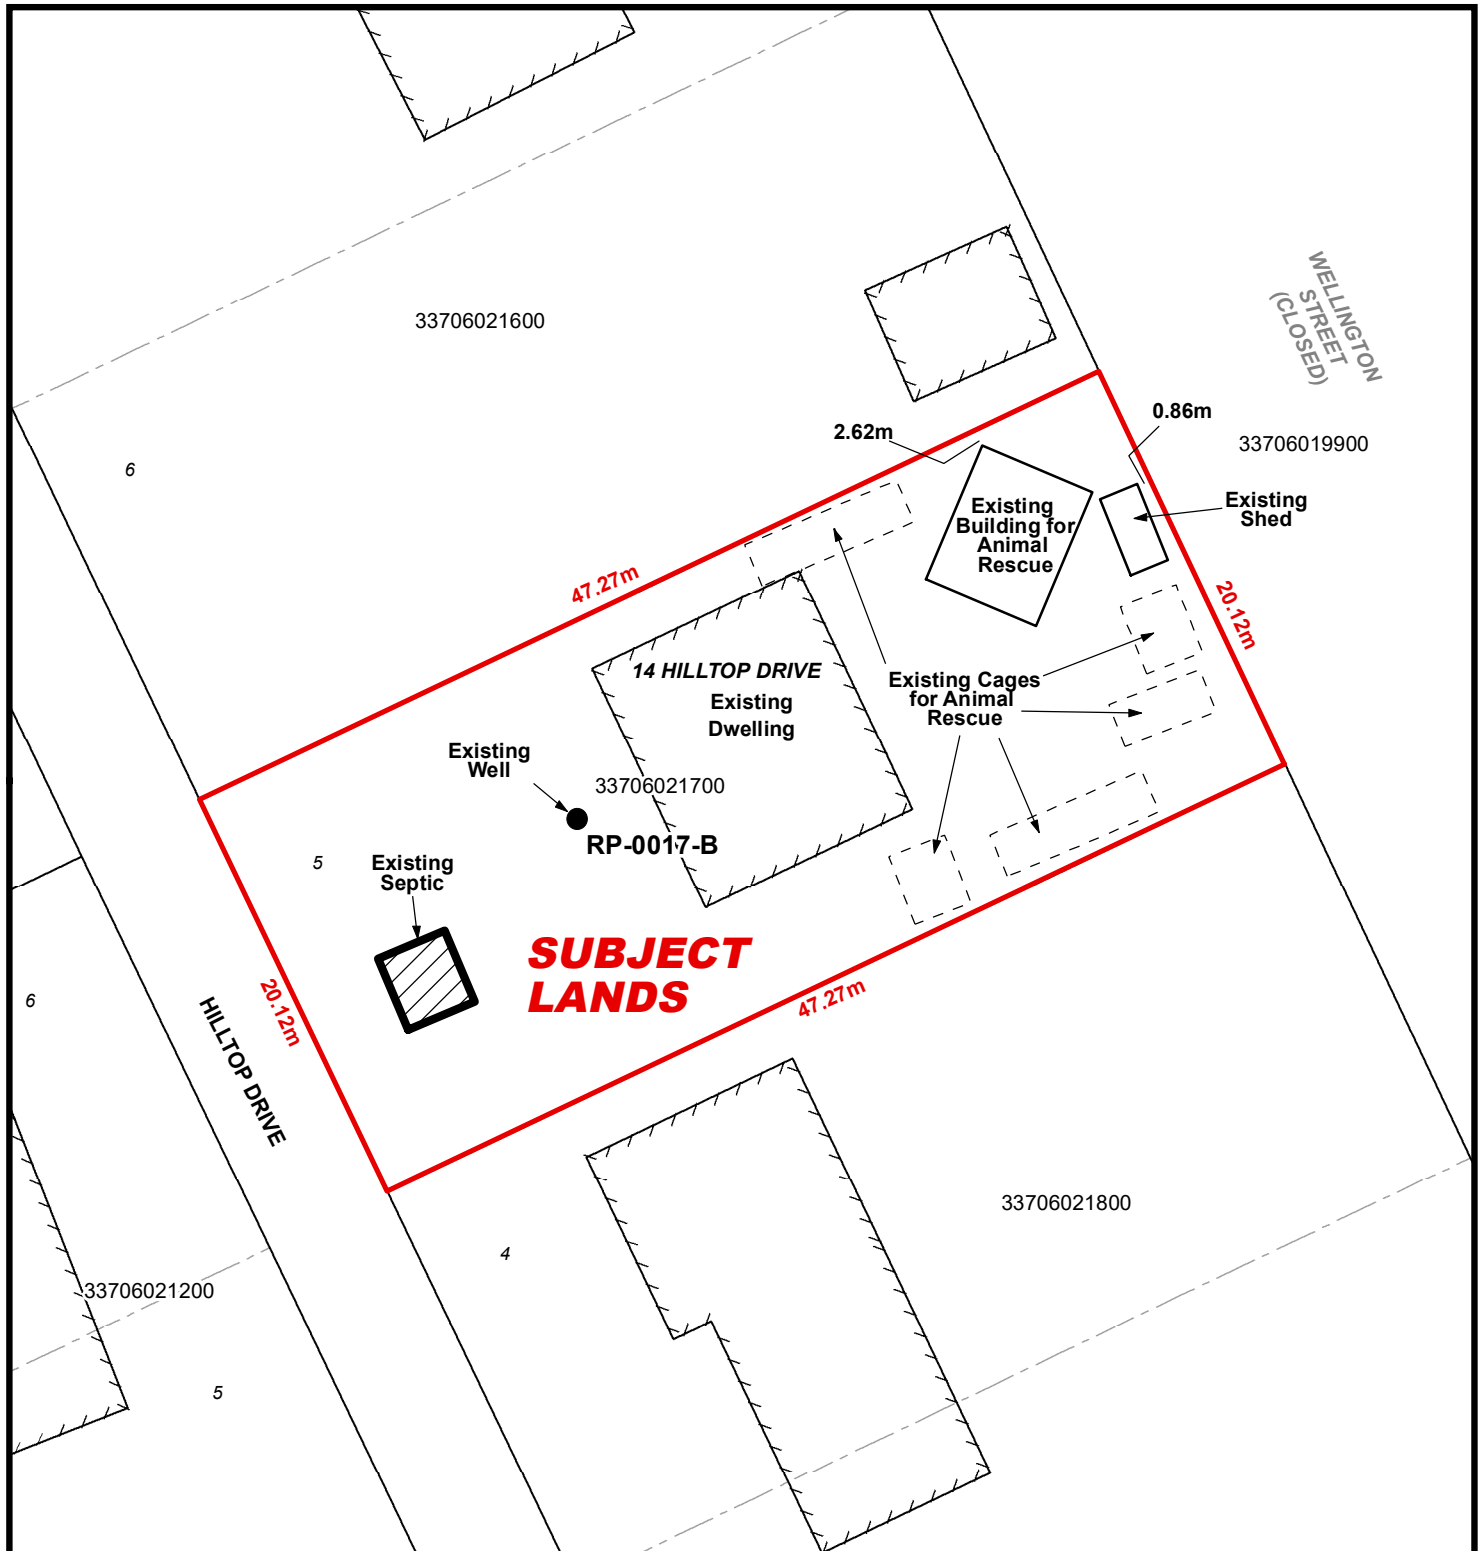 WELLINGTON
STREET
(CLOSED)
33706021600
2.62m
0.86m
33706019900
6
Existing
Shed
Existing
Building for
Animal
Rescue
47.27m
20.12m
14 HILLTOP DRIVE
Existing
Dwelling
Existing Cages
for Animal
Rescue
Existing
Well
33706021700
RP-0017-B
5
Existing
Septic
SUBJECT
LANDS
47.27m
20.12m
6
HILLTOP DRIVE
33706021800
4
33706021200
5